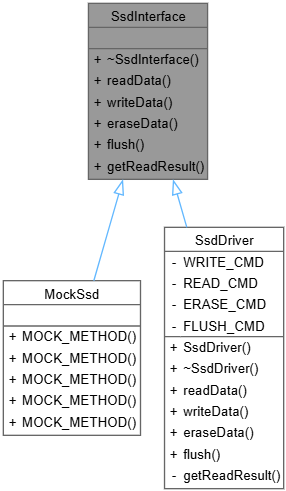 SsdInterface
+ ~SsdInterface()
+ readData()
+ writeData()
+ eraseData()
+ flush()
+ getReadResult()
MockSsd
+ MOCK_METHOD()
+ MOCK_METHOD()
+ MOCK_METHOD()
+ MOCK_METHOD()
+ MOCK_METHOD()
SsdDriver
- WRITE_CMD
- READ_CMD
- ERASE_CMD
- FLUSH_CMD
+ SsdDriver()
+ ~SsdDriver()
+ readData()
+ writeData()
+ eraseData()
+ flush()
- getReadResult()